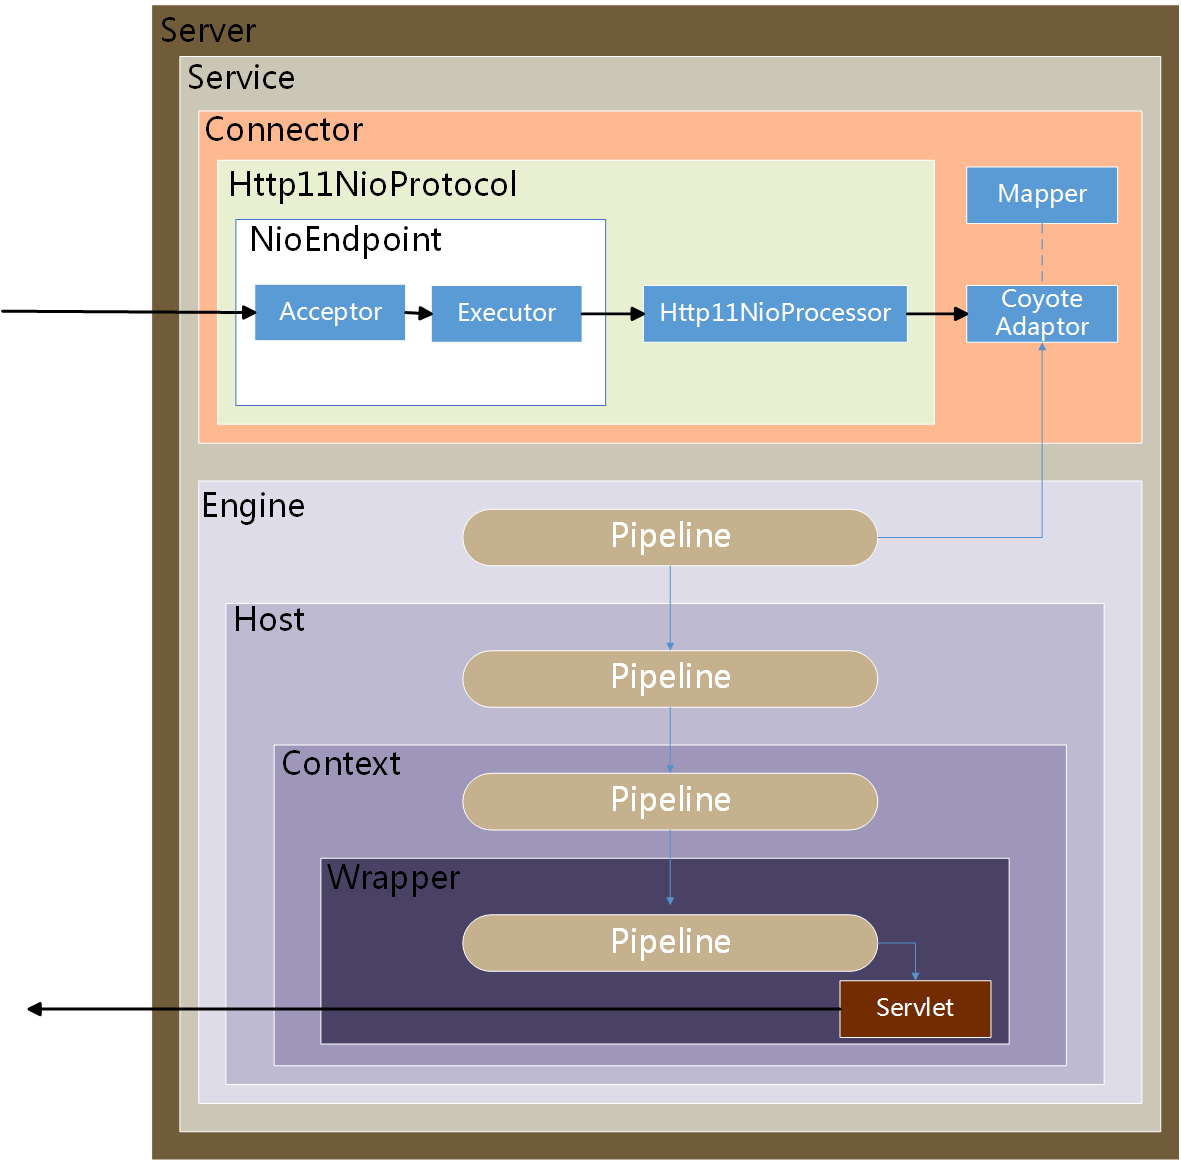 Server
Service
Connector
Http11NioProtocol
Mapper
NioEndpoint
Acceptor
Executor
Http11NioProcessor
Coyote
Adaptor
Engine
Pipeline
Host
Pipeline
Context
Pipeline
Wrapper
Pipeline
Servlet